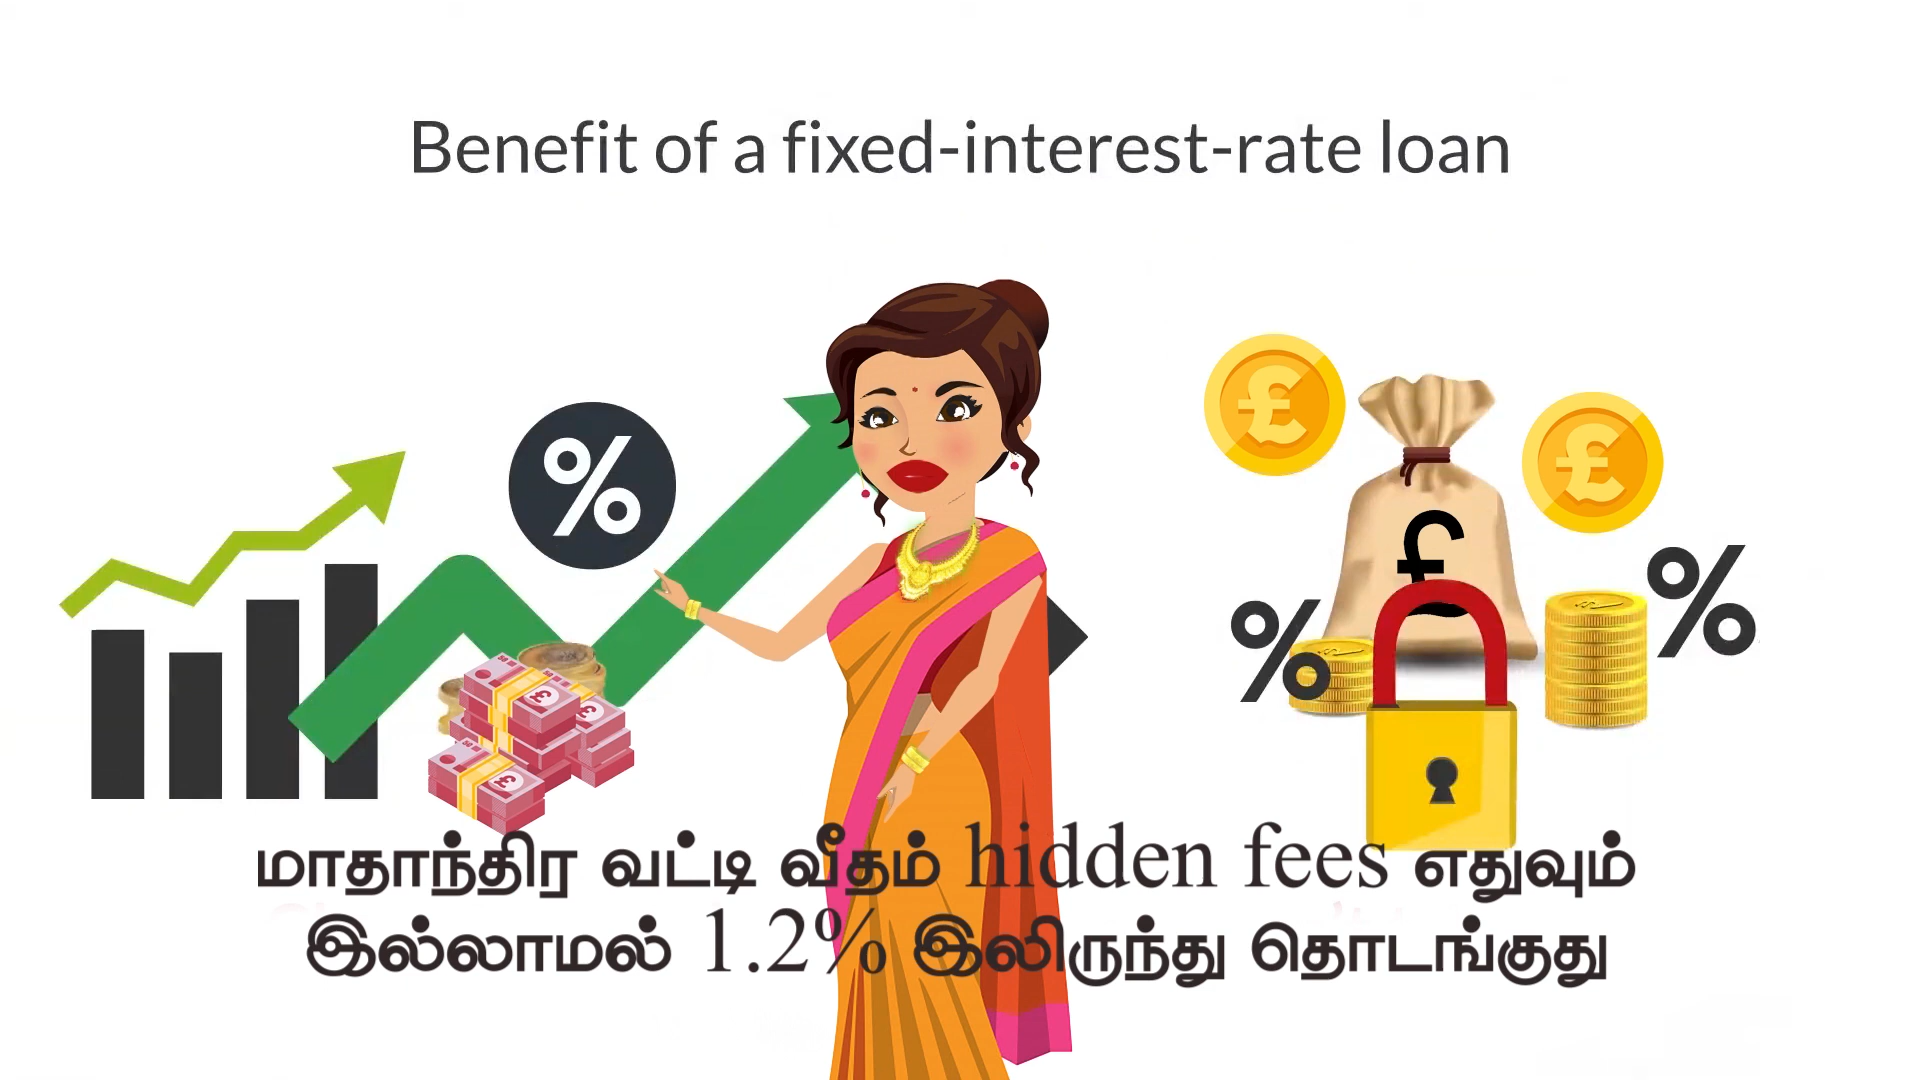 Benefit of a fixed-interest-rate loan
%
£
£
£
%
%
மாதாந்திர வட்டி வீதம் hidden fees எதுவும்
இல்லாமல் 1.2% இலிருந்து தொடங்குது